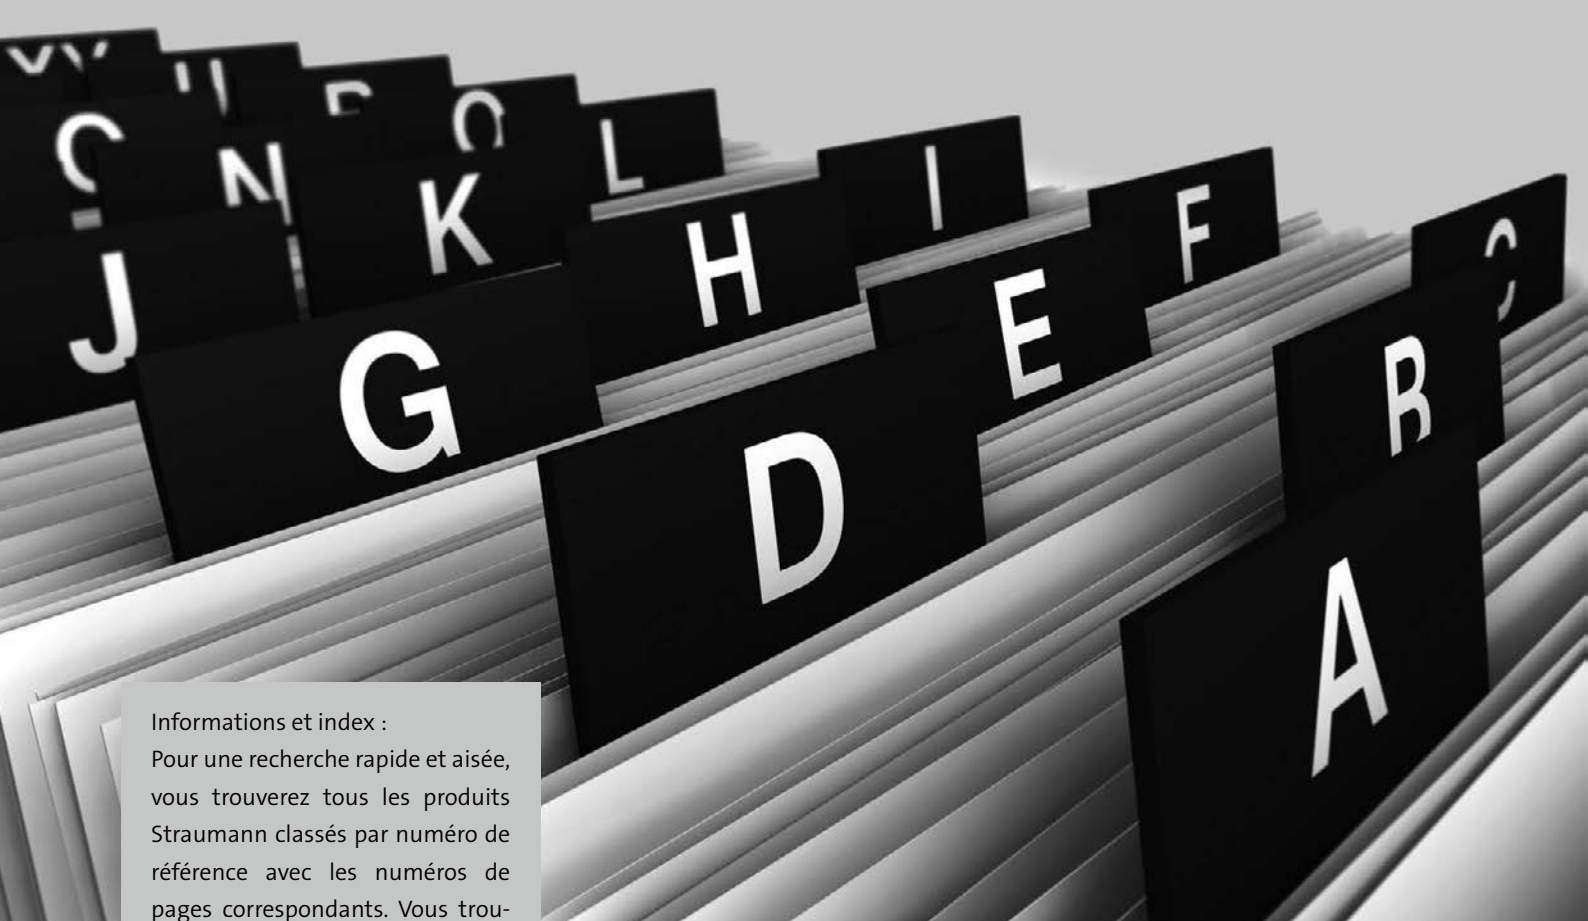 L
I
F
C
N
K
H
E
B
J
G
D
A
Informations et index :
Pour une recherche rapide et aisée,
vous trouverez tous les produits
Straumann classés par numéro de
référence avec les numéros de
pages correspondants. Vous trou-